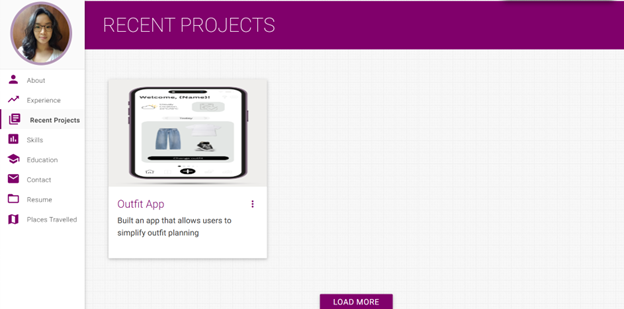 RECENT PROJECTS
About
Experience
Recent Projects
Skills
Education
Contact
Resume
Places Travelled
Welcome, (Name)!
Outfit App
Built an app that allows users to
simplify outfit planning
LOAD MORE